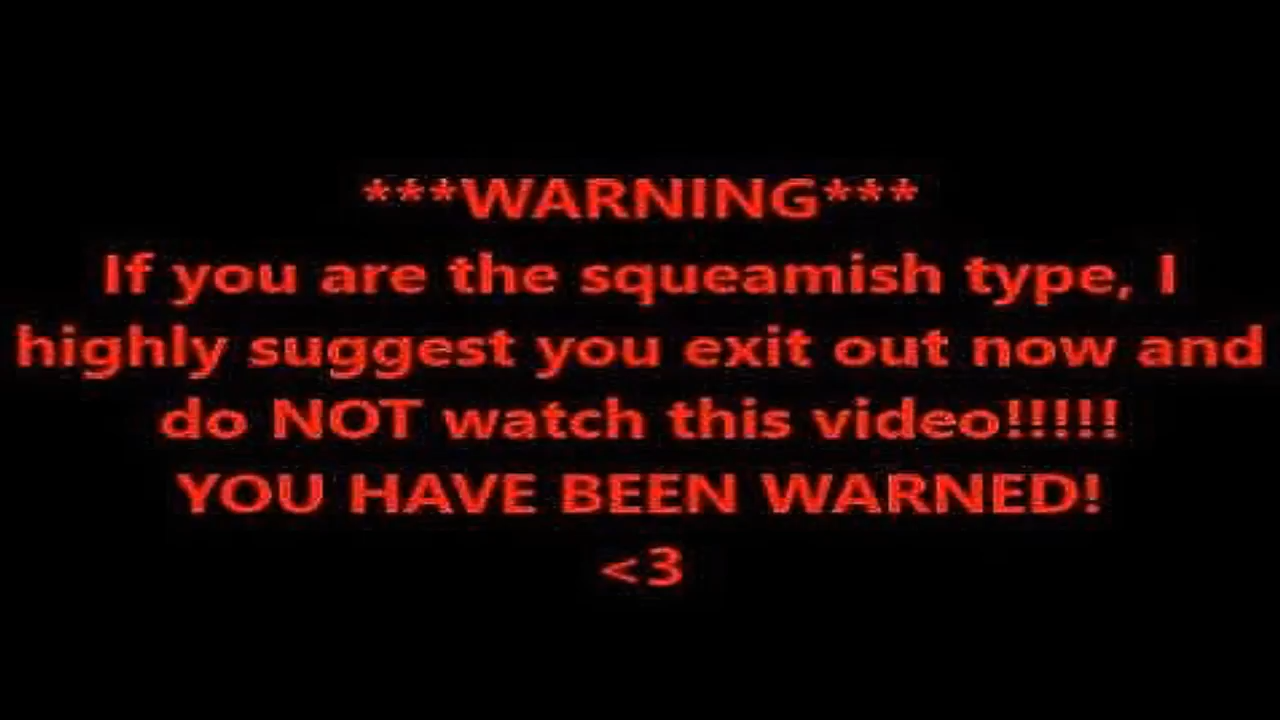 ***WARNING***
If you are the squeamish type, I
highly suggest you exit out now and
do NOT watch this video!!!!!
YOU HAVE BEEN WARNED!
<3